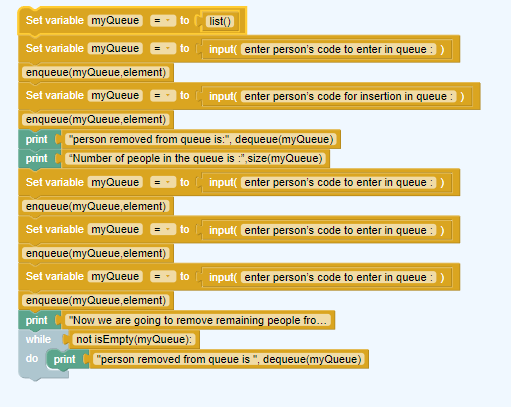 Set variable myQueue = to list()
Set variable myQueue = to input( enter person's code to enter in queue : )
enqueue(myQueue,element)
Set variable myQueue = to input( enter person's code for insertion in queue : )
enqueue(myQueue,element)
print "person removed from queue is:", dequeue(myQueue)
print "Number of people in the queue is :",size(myQueue)
Set variable myQueue = to input( enter person's code to enter in queue : )
enqueue(myQueue,element)
Set variable myQueue = to input( enter person's code to enter in queue : )
enqueue(myQueue,element)
Set variable myQueue = to input( enter person's code to enter in queue : )
enqueue(myQueue,element)
print "Now we are going to remove remaining people fro...
while not isEmpty(myQueue):
do print "person removed from queue is ", dequeue(myQueue)